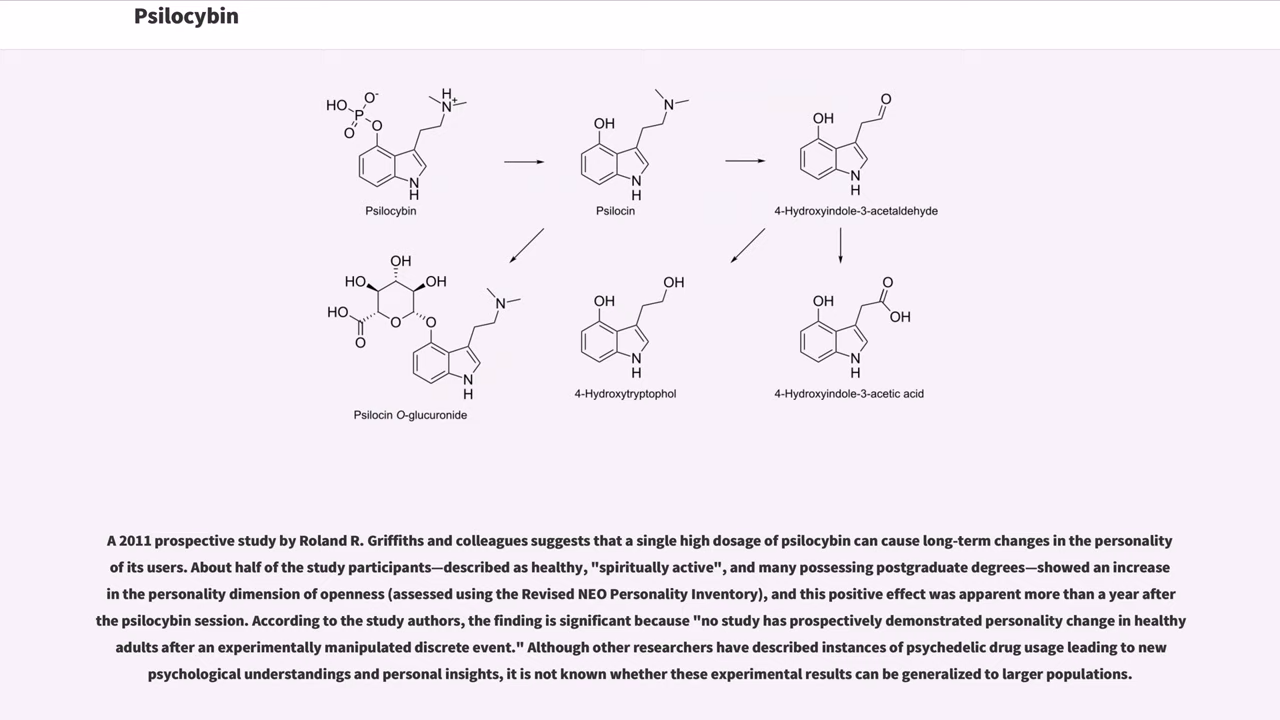 Psilocybin
HO
O-
P
O
O
H
N+
N
H
Psilocybin
OH
N
N
H
Psilocin
OH
O
N
H
4-Hydroxyindole-3-acetaldehyde
OH
HO
OH
HO
O
O
O
N
N
H
Psilocin O-glucuronide
OH
OH
N
H
4-Hydroxytryptophol
OH
O
OH
N
H
4-Hydroxyindole-3-acetic acid
A 2011 prospective study by Roland R. Griffiths and colleagues suggests that a single high dosage of psilocybin can cause long-term changes in the personality
of its users. About half of the study participants—described as healthy, "spiritually active", and many possessing postgraduate degrees—showed an increase
in the personality dimension of openness (assessed using the Revised NEO Personality Inventory), and this positive effect was apparent more than a year after
the psilocybin session. According to the study authors, the finding is significant because "no study has prospectively demonstrated personality change in healthy
adults after an experimentally manipulated discrete event." Although other researchers have described instances of psychedelic drug usage leading to new
psychological understandings and personal insights, it is not known whether these experimental results can be generalized to larger populations.